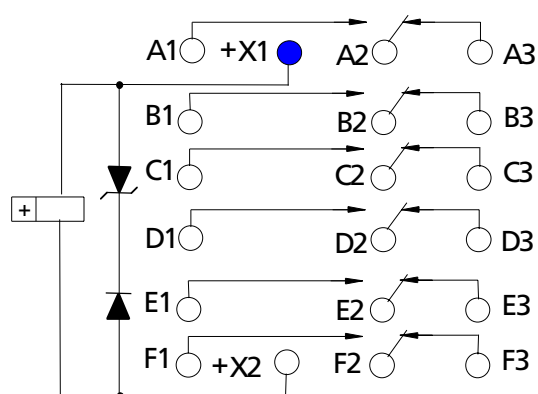 A1 +X1 A2 A3
B1 B2 B3
C1 C2 C3
+
D1 D2 D3
E1 E2 E3
F1 +X2 F2 F3